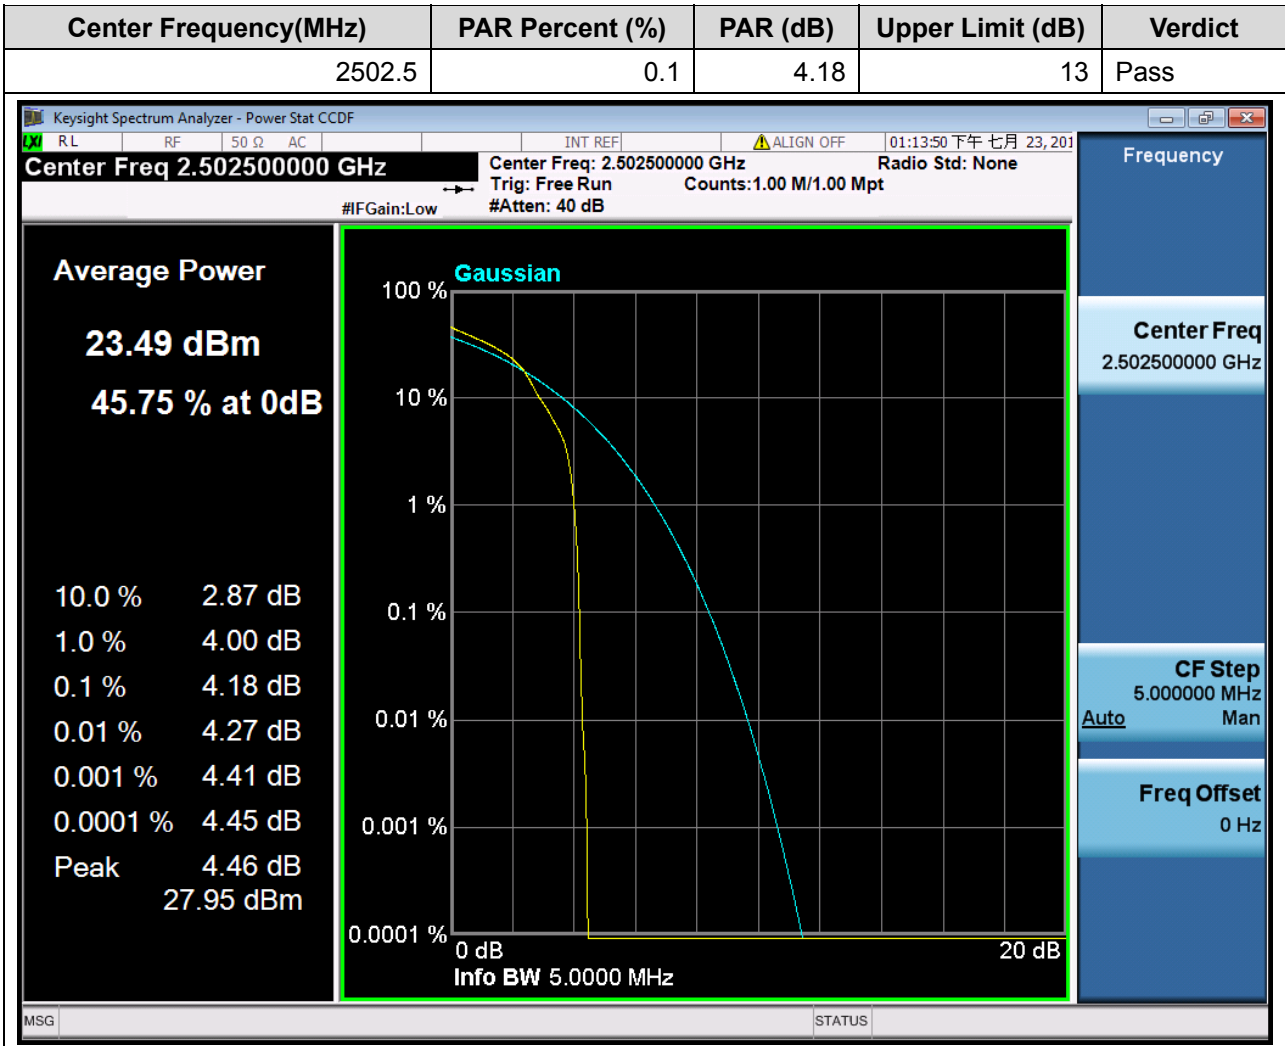 Center Frequency(MHz) PAR Percent (%) PAR (dB) Upper Limit (dB) Verdict
2502.5 0.1 4.18 13 Pass
Keysight Spectrum Analyzer - Power Stat CCDF
LXI RL RF 50 Ω AC INT REF ALIGN OFF 01:13:50 下午 七月 23, 201
Center Freq 2.502500000 GHz
Center Freq: 2.502500000 GHz Radio Std: None
Trig: Free Run Counts:1.00 M/1.00 Mpt
#IFGain:Low #Atten: 40 dB
Frequency
Average Power
23.49 dBm
45.75 % at 0dB
10.0 % 2.87 dB
1.0 % 4.00 dB
0.1 % 4.18 dB
0.01 % 4.27 dB
0.001 % 4.41 dB
0.0001 % 4.45 dB
Peak 4.46 dB
27.95 dBm
Gaussian
100 %
10 %
1 %
0.1 %
0.01 %
0.001 %
0.0001 %
0 dB 20 dB
Info BW 5.0000 MHz
Center Freq
2.502500000 GHz
CF Step
5.000000 MHz
Auto Man
Freq Offset
0 Hz
MSG STATUS